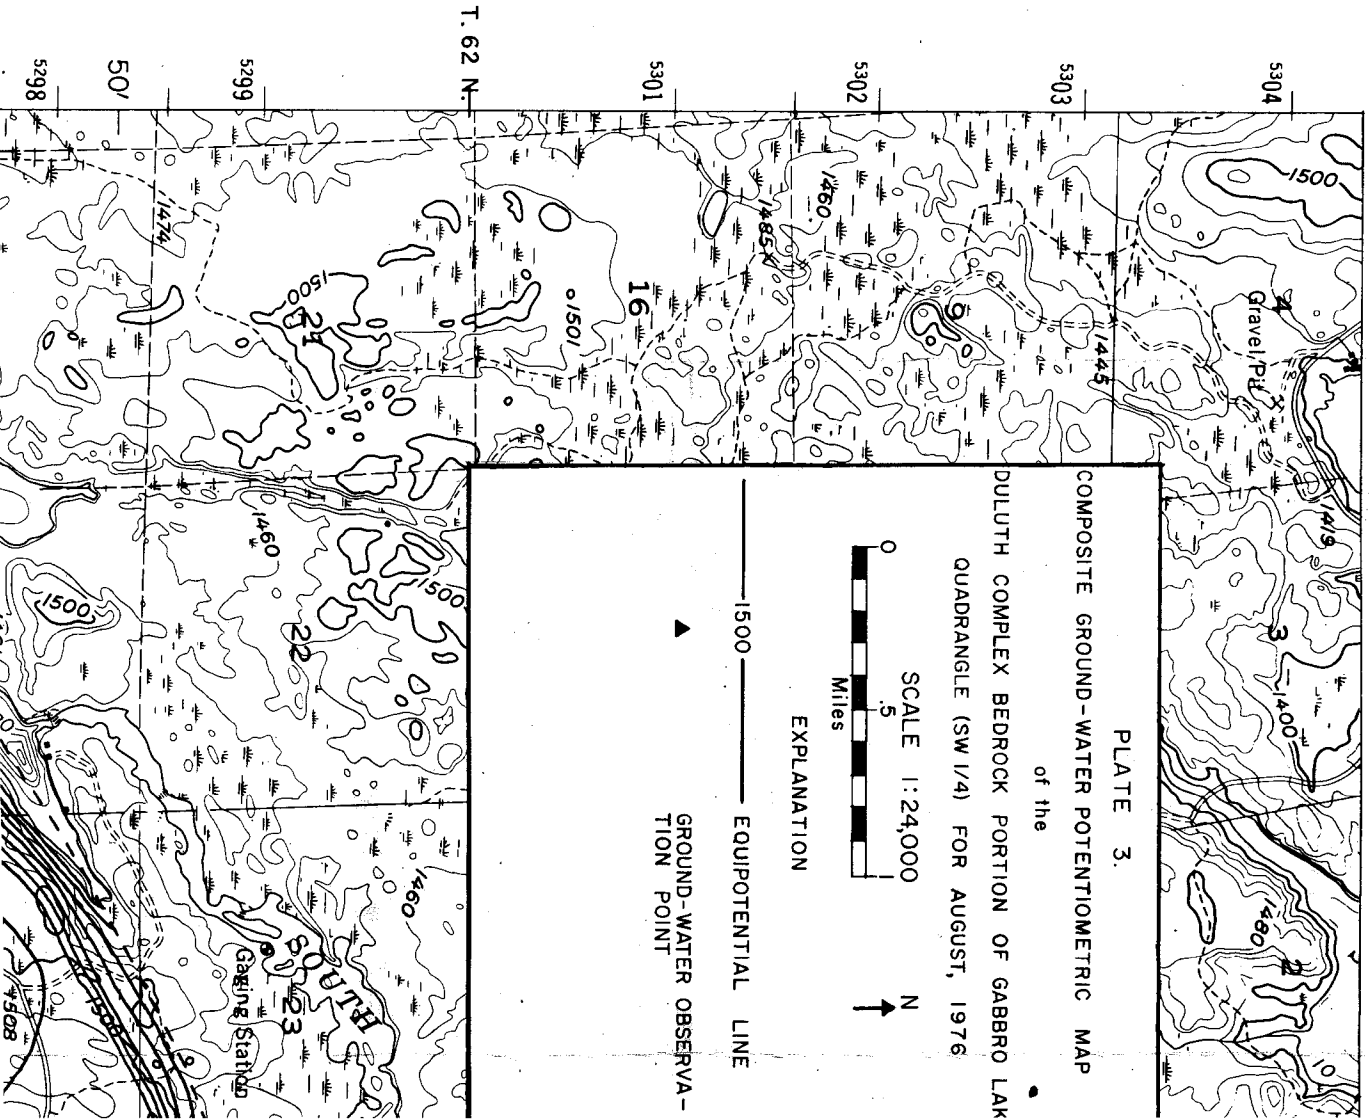 PLATE 3.
COMPOSITE GROUND-WATER POTENTIOMETRIC MAP
of the
DULUTH COMPLEX BEDROCK PORTION OF GABBRO LAK
QUADRANGLE (SW 1/4) FOR AUGUST, 1976
N
SCALE 1:24,000
0 .5 1
Miles
EXPLANATION
1500 EQUIPOTENTIAL LINE
GROUND-WATER OBSERVA-
TION POINT
5304
5303
5302
5301
T. 62 N.
5299
50'
5298
1500
4
Gravel Pit
1419
3
1400
1480
2
10
1445
9
1460
1485
16
1501
1500
21
1474
1460
1500
22
1500
1460
SOUTH
23
Gaging Station
1508
1508